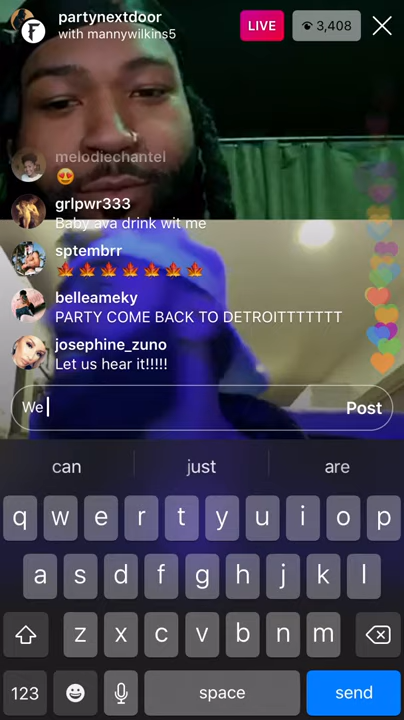 partynextdoor
with mannywilkins5
LIVE
3,408
melodiechantel
😍
grlpwr333
Baby ava drink wit me
sptembrr
🍁🍁🍁🍁🍁🍁🍁
belleameky
PARTY COME BACK TO DETROITTTTTTT
josephine_zuno
Let us hear it!!!!!
We
Post
can just are
q w e r t y u i o p
a s d f g h j k l
z x c v b n m
123 space send